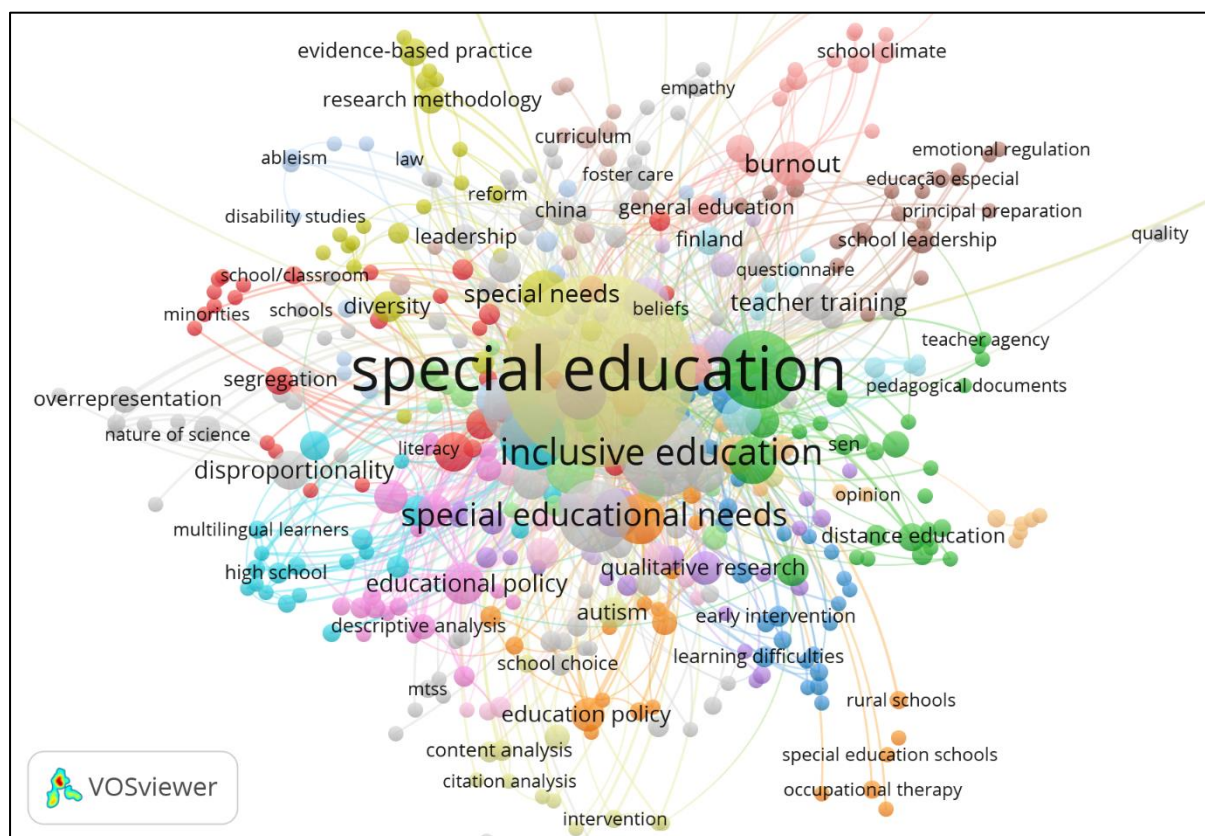 evidence-based practice
school climate
research methodology
empathy
curriculum
ableism
law
foster care
burnout
emotional regulation
educação especial
reform
disability studies
china
general education
principal preparation
leadership
finland
school leadership
quality
school/classroom
questionnaire
minorities
schools
diversity
special needs
beliefs
teacher training
teacher agency
special education
segregation
pedagogical documents
overrepresentation
nature of science
literacy
inclusive education
sen
disproportionality
opinion
multilingual learners
special educational needs
distance education
high school
educational policy
qualitative research
descriptive analysis
autism
early intervention
school choice
learning difficulties
mtss
education policy
rural schools
content analysis
special education schools
citation analysis
occupational therapy
intervention
VOSviewer